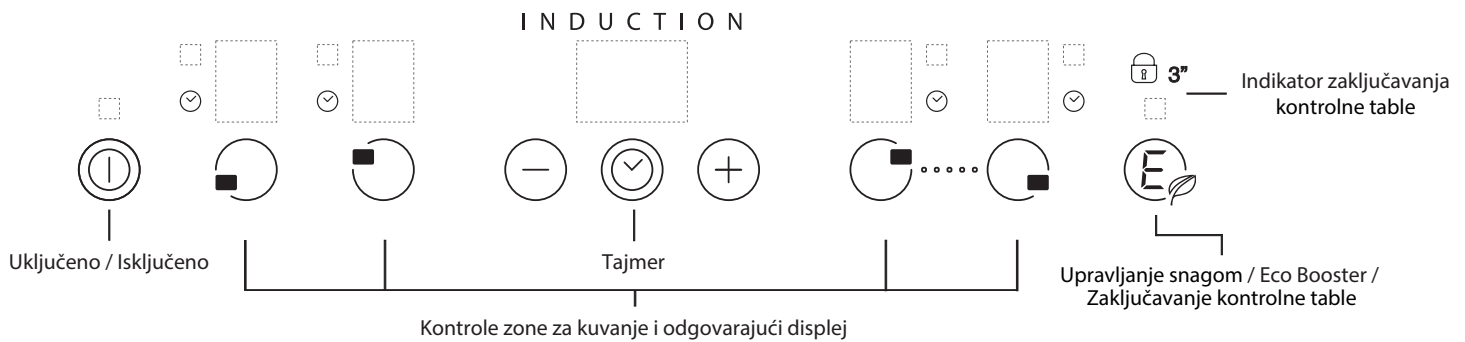 INDUCTION
3”
Indikator zaključavanja
kontrolne table
E
Uključeno / Isključeno
Tajmer
Upravljanje snagom / Eco Booster /
Zaključavanje kontrolne table
Kontrole zone za kuvanje i odgovarajući displej